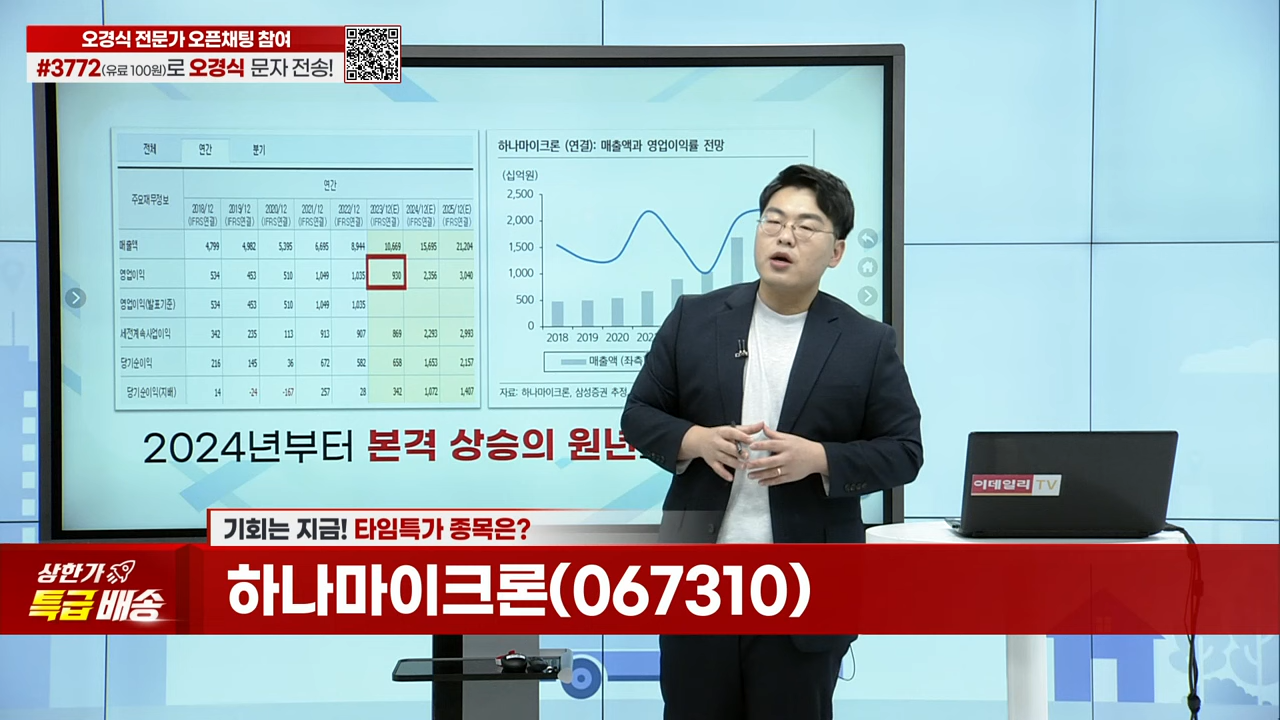 오경식 전문가 오픈채팅 참여
#3772(유료 100원)로 오경식 문자 전송!
전체 연간 분기
주요재무정보 연간
2018/12 2019/12 2020/12 2021/12 2022/12 2023/12(E) 2024/12(E) 2025/12(E)
(IFRS연결) (IFRS연결) (IFRS연결) (IFRS연결) (IFRS연결) (IFRS연결) (IFRS연결) (IFRS연결)
매출액 4,799 4,982 5,395 6,695 8,944 10,669 15,695 21,204
영업이익 534 453 510 1,049 1,035 930 2,356 3,040
영업이익(발표기준) 534 453 510 1,049 1,035
세전계속사업이익 342 235 113 913 907 869 2,293 2,993
당기순이익 216 145 36 672 582 658 1,653 2,157
당기순이익(지배) 14 -24 -167 257 28 342 1,072 1,407
하나마이크론 (연결): 매출액과 영업이익률 전망
(십억원)
2,500
2,000
1,500
1,000
500
0
2018 2019 2020
매출액 (좌측
자료: 하나마이크론, 삼성증권 추정
2024년부터 본격 상승의 원년
이데일리TV
기회는 지금! 타임특가 종목은?
상한가
특급배송
하나마이크론(067310)